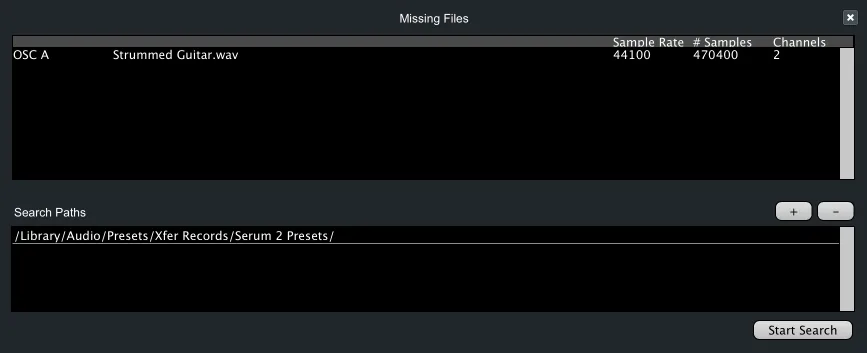 Missing Files
Sample Rate # Samples Channels
OSC A Strummed Guitar.wav 44100 470400 2
Search Paths + -
/Library/Audio/Presets/Xfer Records/Serum 2 Presets/
Start Search